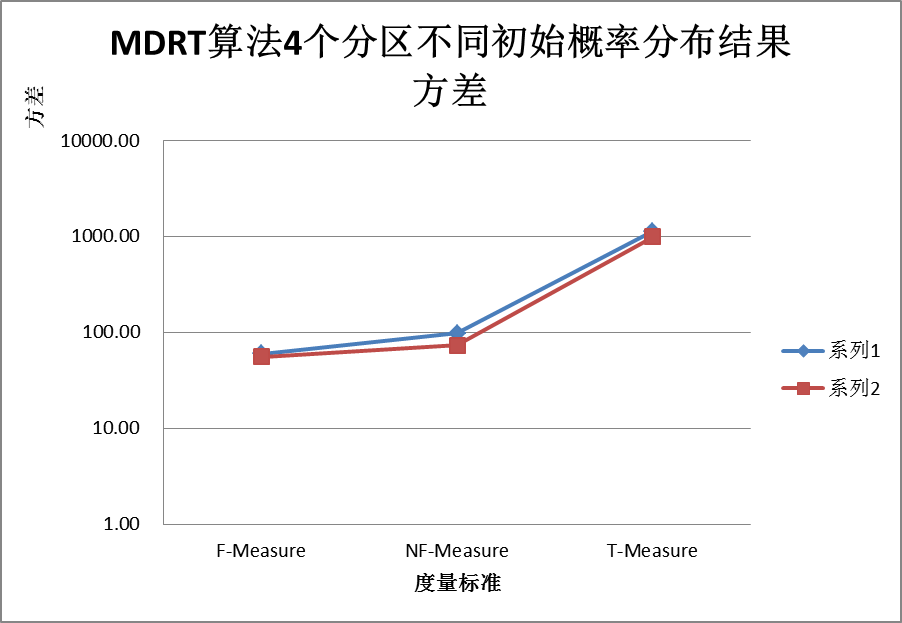 MDRT算法4个分区不同初始概率分布结果
方差
方差
10000.00
1000.00
100.00
10.00
1.00
F-Measure
NF-Measure
T-Measure
度量标准
系列1
系列2